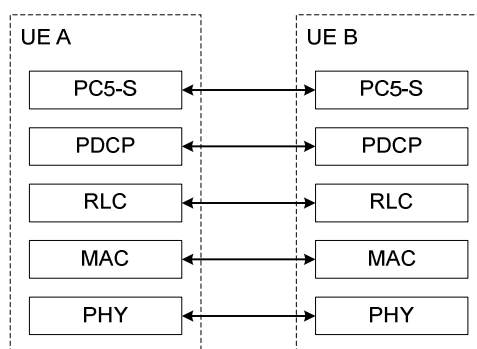 UE A
UE B
PC5-S
PC5-S
PDCP
PDCP
RLC
RLC
MAC
MAC
PHY
PHY